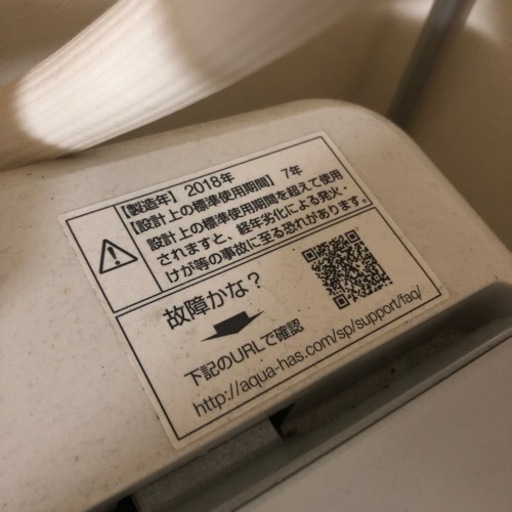 【製造年】2018年
【設計上の標準使用期間】7年
設計上の標準使用期間を超えて使用
されますと、経年劣化による発火・
けが等の事故に至る恐れがあります。
故障かな？
下記のURLで確認
http://aqua-has.com/sp/support/faq/